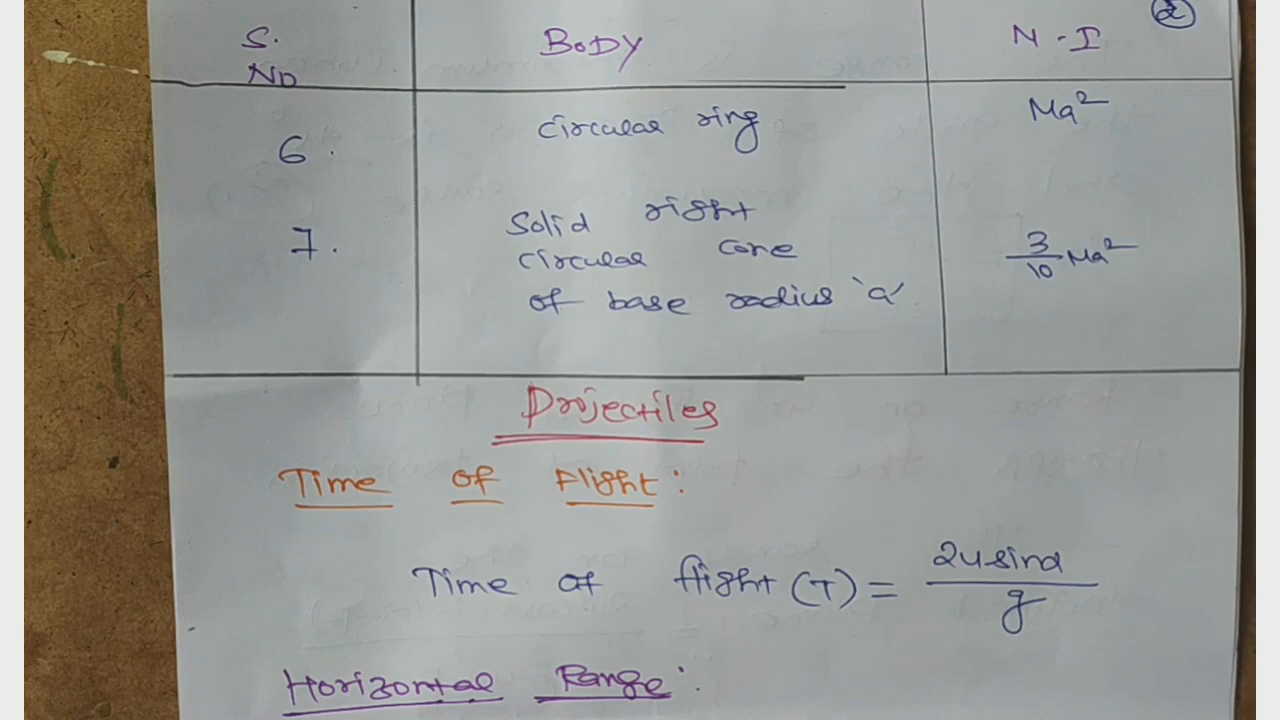 ②
S. NO BODY M-I
6. circular ring Ma²
7. Solid right
circular cone 3/10 Ma²
of base radius 'a'
Projectiles
Time of Flight:
Time of flight (T) = 2u sinα / g
Horizontal Range: